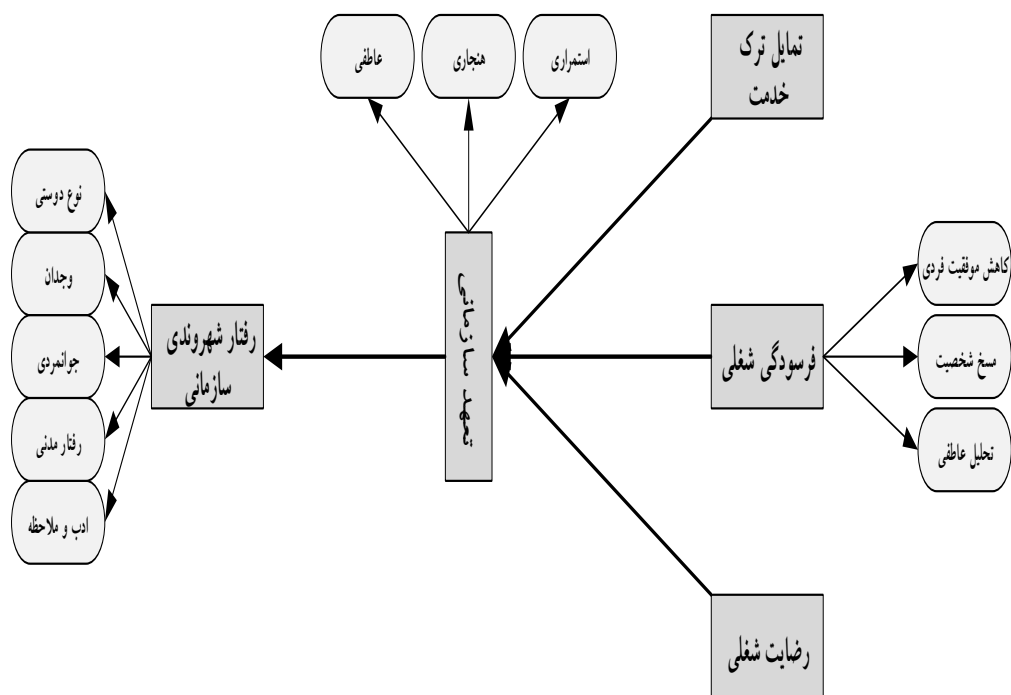 تمایل ترک
خدمت
استمراری
هنجاری
عاطفی
کاهش موفقیت فردی
مسخ شخصیت
تحلیل عاطفی
فرسودگی شغلی
رضایت شغلی
تعهد سازمانی
رفتار شهروندی
سازمانی
نوع دوستی
وجدان
جوانمردی
رفتار مدنی
ادب و ملاحظه